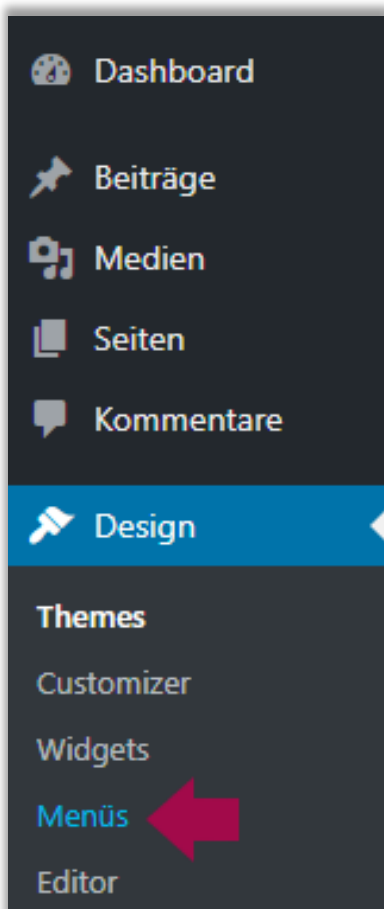 Dashboard
Beiträge
Medien
Seiten
Kommentare
Design
Themes
Customizer
Widgets
Menüs
Editor